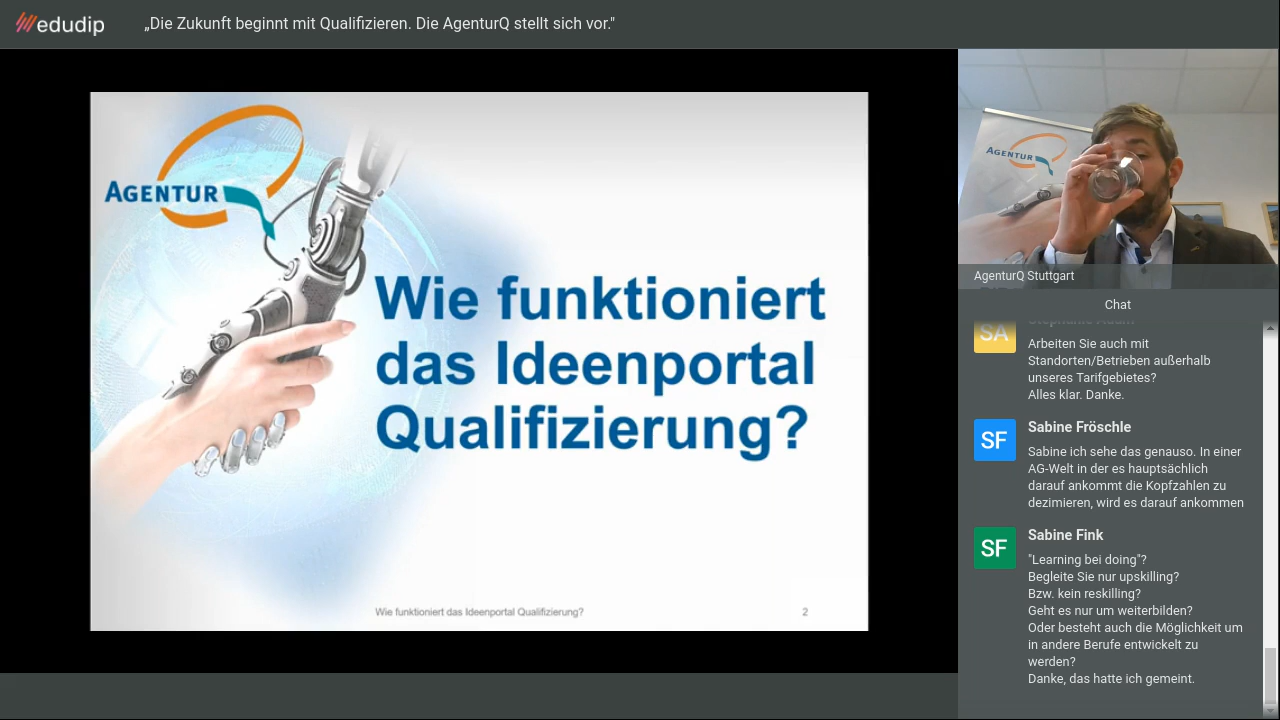 edudip
„Die Zukunft beginnt mit Qualifizieren. Die AgenturQ stellt sich vor."
AGENTUR
Wie funktioniert
das Ideenportal
Qualifizierung?
Wie funktioniert das Ideenportal Qualifizierung?
2
AGENTUR
AgenturQ Stuttgart
Chat
SA
Arbeiten Sie auch mit
Standorten/Betrieben außerhalb
unseres Tarifgebietes?
Alles klar. Danke.
SF
Sabine Fröschle
Sabine ich sehe das genauso. In einer
AG-Welt in der es hauptsächlich
darauf ankommt die Kopfzahlen zu
dezimieren, wird es darauf ankommen
SF
Sabine Fink
"Learning bei doing"?
Begleite Sie nur upskilling?
Bzw. kein reskilling?
Geht es nur um weiterbilden?
Oder besteht auch die Möglichkeit um
in andere Berufe entwickelt zu
werden?
Danke, das hatte ich gemeint.